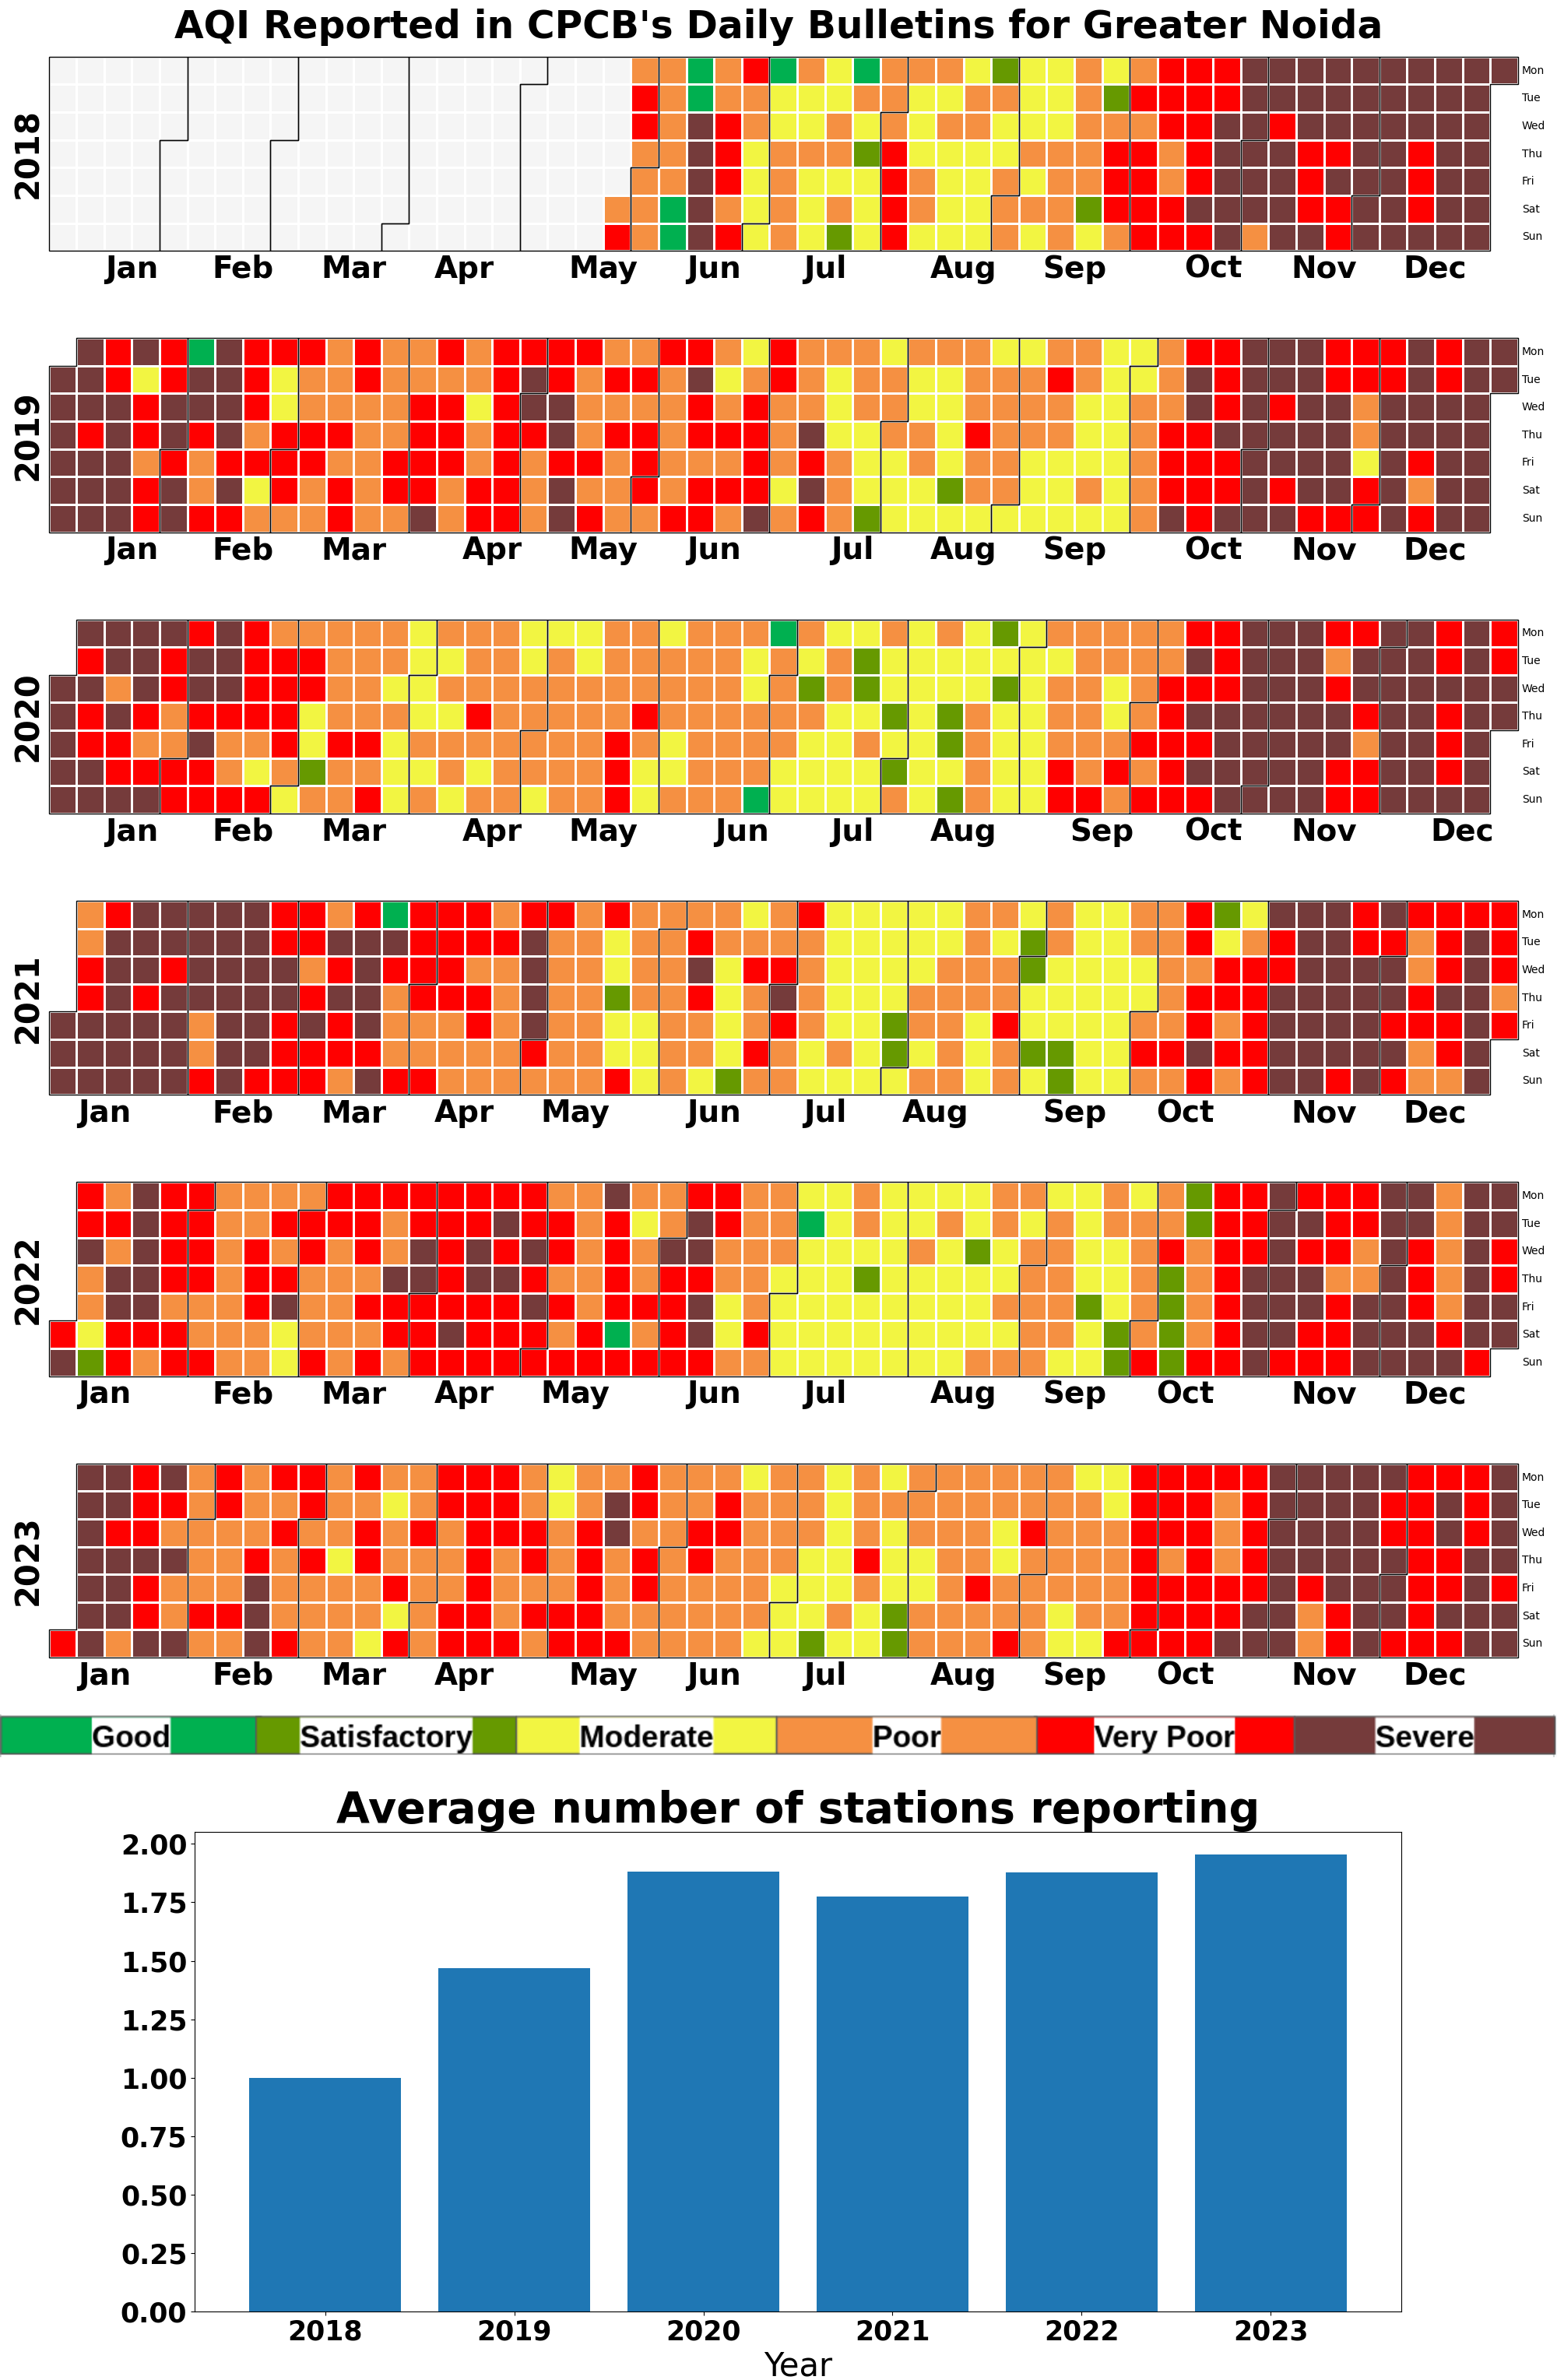 AQI Reported in CPCB's Daily Bulletins for Greater Noida
2018
Mon
Tue
Wed
Thu
Fri
Sat
Sun
Jan Feb Mar Apr May Jun Jul Aug Sep Oct Nov Dec
2019
Mon
Tue
Wed
Thu
Fri
Sat
Sun
Jan Feb Mar Apr May Jun Jul Aug Sep Oct Nov Dec
2020
Mon
Tue
Wed
Thu
Fri
Sat
Sun
Jan Feb Mar Apr May Jun Jul Aug Sep Oct Nov Dec
2021
Mon
Tue
Wed
Thu
Fri
Sat
Sun
Jan Feb Mar Apr May Jun Jul Aug Sep Oct Nov Dec
2022
Mon
Tue
Wed
Thu
Fri
Sat
Sun
Jan Feb Mar Apr May Jun Jul Aug Sep Oct Nov Dec
2023
Mon
Tue
Wed
Thu
Fri
Sat
Sun
Jan Feb Mar Apr May Jun Jul Aug Sep Oct Nov Dec
Good Satisfactory Moderate Poor Very Poor Severe
Average number of stations reporting
2.00
1.75
1.50
1.25
1.00
0.75
0.50
0.25
0.00
2018 2019 2020 2021 2022 2023
Year